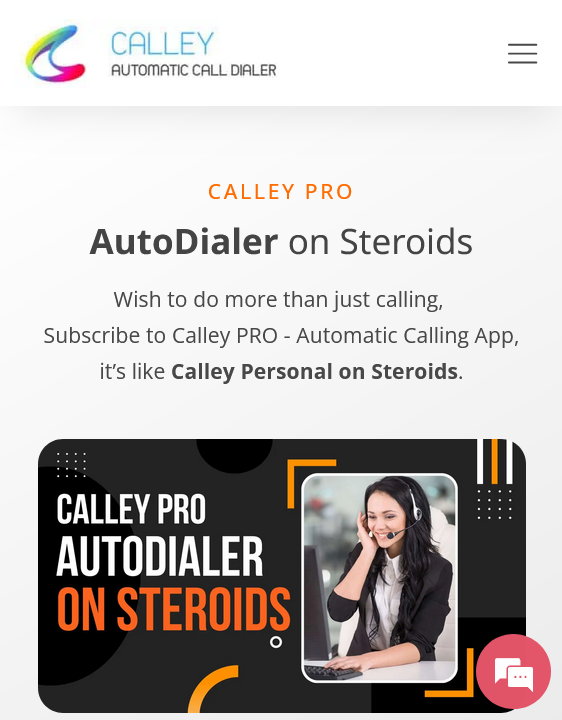 CALLEY
AUTOMATIC CALL DIALER
CALLEY PRO
AutoDialer on Steroids
Wish to do more than just calling,
Subscribe to Calley PRO - Automatic Calling App,
it’s like Calley Personal on Steroids.
CALLEY PRO
AUTODIALER
ON STEROIDS